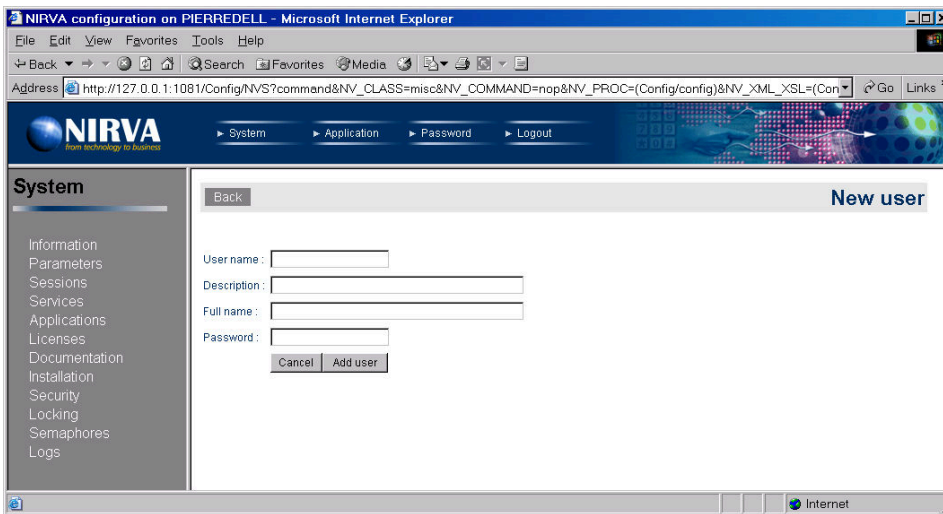 NIRVA configuration on PIERREDELL - Microsoft Internet Explorer
File Edit View Favorites Tools Help
Back Search Favorites Media
Address http://127.0.0.1:1081/Config/NVS?command&NV_CLASS=misc&NV_COMMAND=nop&NV_PROC=(Config/config)&NV_XML_XSL=(Con Go Links
NIRVA
from technology to business
System Application Password Logout
System
Back New user
Information
Parameters
Sessions
Services
Applications
Licenses
Documentation
Installation
Security
Locking
Semaphores
Logs
User name :
Description :
Full name :
Password :
Cancel Add user
Internet